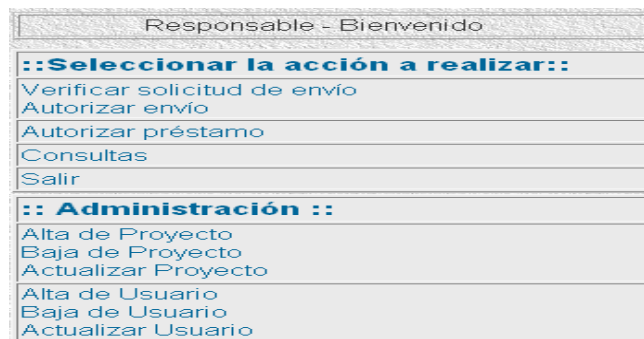 Responsable - Bienvenido
::Seleccionar la acción a realizar::
Verificar solicitud de envío
Autorizar envío
Autorizar préstamo
Consultas
Salir
:: Administración ::
Alta de Proyecto
Baja de Proyecto
Actualizar Proyecto
Alta de Usuario
Baja de Usuario
Actualizar Usuario